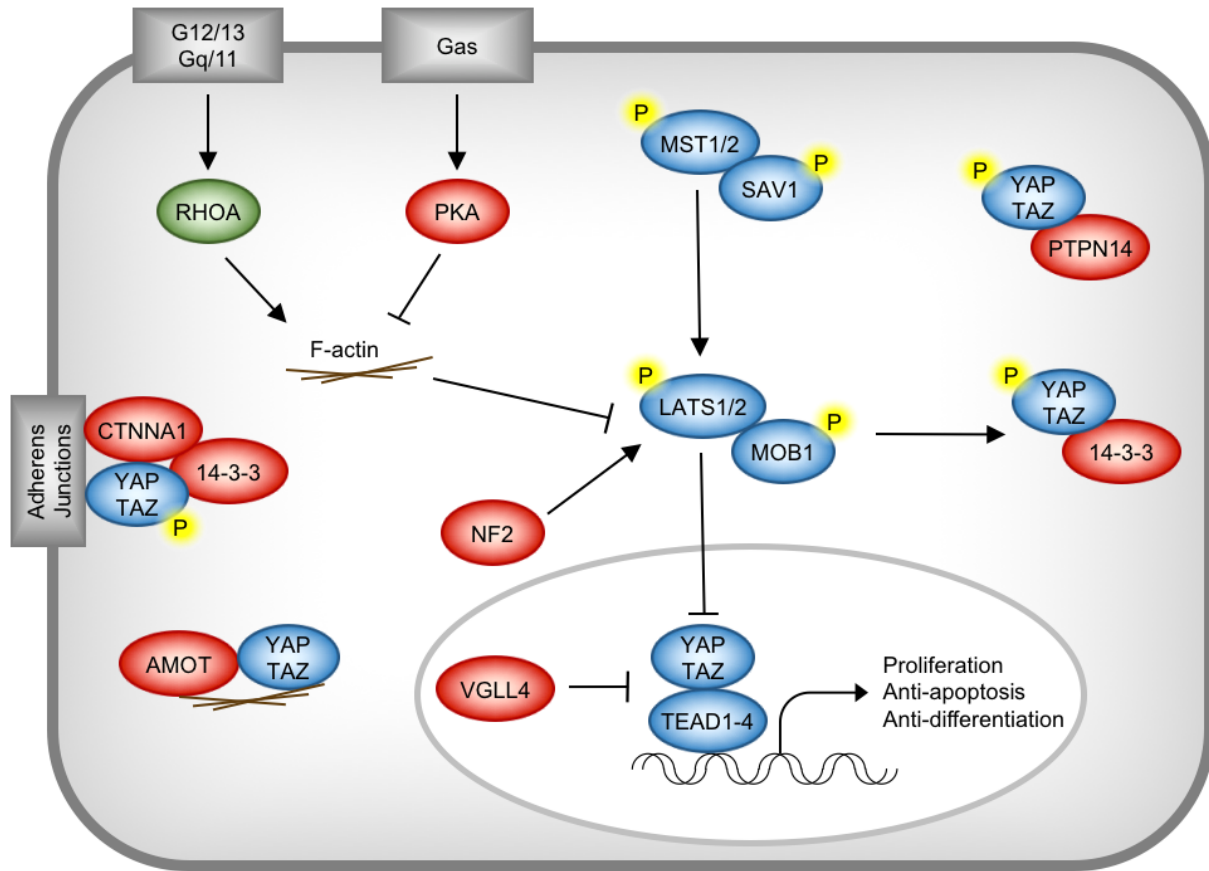 G12/13
Gq/11
Gas
P
MST1/2
P
SAV1
P
YAP
TAZ
PTPN14
RHOA
PKA
F-actin
P
LATS1/2
P
MOB1
P
YAP
TAZ
14-3-3
Adherens
Junctions
CTNNA1
14-3-3
YAP
TAZ
P
NF2
AMOT
YAP
TAZ
VGLL4
YAP
TAZ
TEAD1-4
Proliferation
Anti-apoptosis
Anti-differentiation